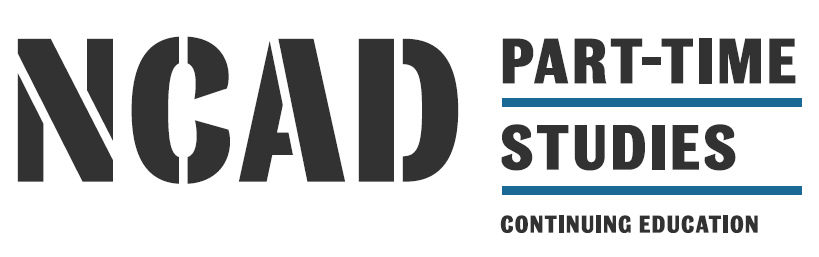 NCAD
PART-TIME
STUDIES
CONTINUING EDUCATION